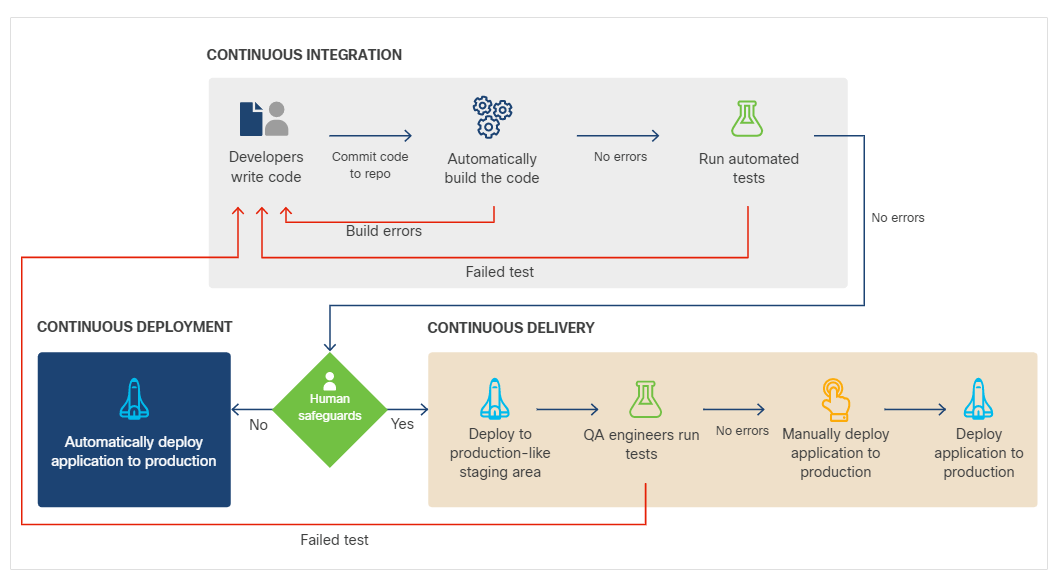 CONTINUOUS INTEGRATION
Developers
write code
Commit code
to repo
Automatically
build the code
No errors
Run automated
tests
No errors
Build errors
Failed test
CONTINUOUS DEPLOYMENT
Automatically deploy
application to production
No
Human
safeguards
Yes
CONTINUOUS DELIVERY
Deploy to
production-like
staging area
QA engineers run
tests
No errors
Manually deploy
application to
production
Deploy
application to
production
Failed test